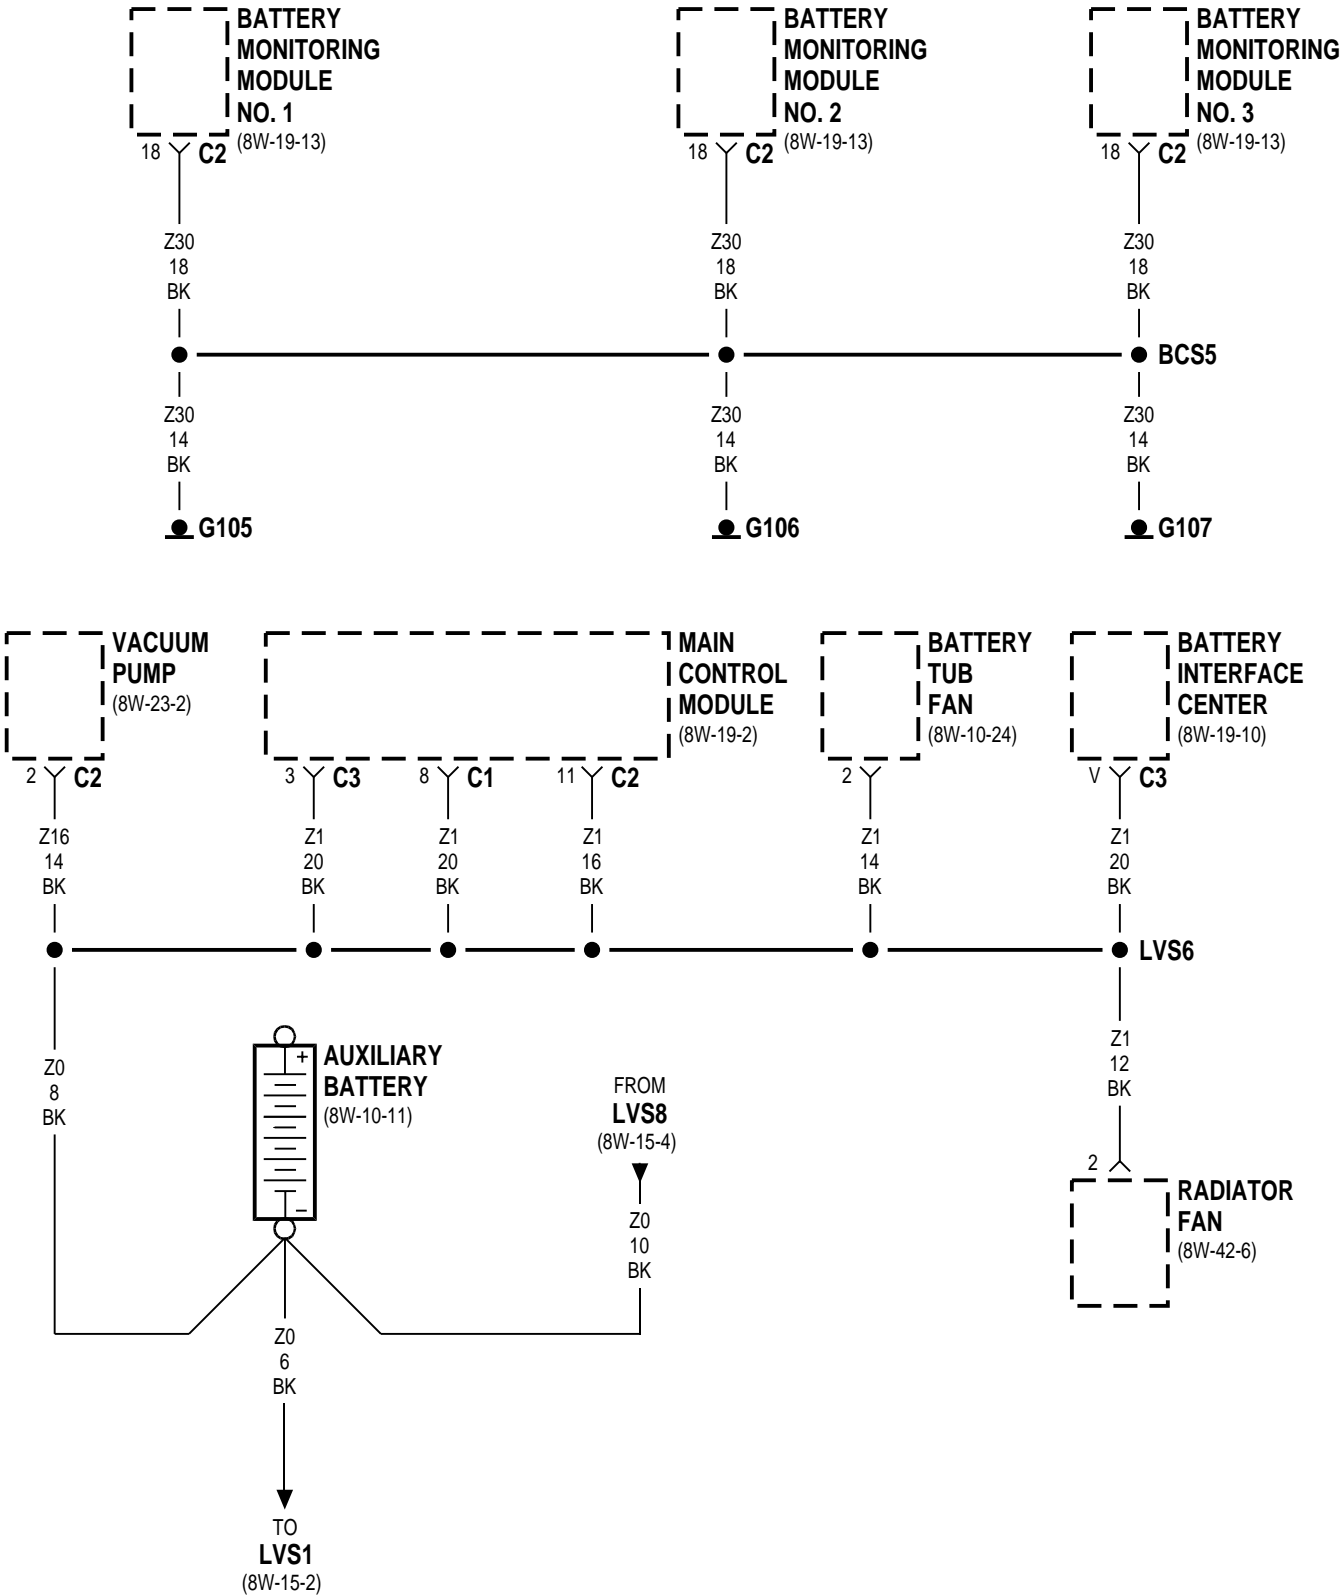 BATTERY
MONITORING
MODULE
NO. 1
(8W-19-13)
18
C2
BATTERY
MONITORING
MODULE
NO. 2
(8W-19-13)
18
C2
BATTERY
MONITORING
MODULE
NO. 3
(8W-19-13)
18
C2
Z30
18
BK
Z30
18
BK
Z30
18
BK
BCS5
Z30
14
BK
Z30
14
BK
Z30
14
BK
G105
G106
G107
VACUUM
PUMP
(8W-23-2)
2
C2
MAIN
CONTROL
MODULE
(8W-19-2)
3
C3
8
C1
11
C2
BATTERY
TUB
FAN
(8W-10-24)
2
BATTERY
INTERFACE
CENTER
(8W-19-10)
V
C3
Z16
14
BK
Z1
20
BK
Z1
20
BK
Z1
16
BK
Z1
14
BK
Z1
20
BK
LVS6
Z0
8
BK
+
−
AUXILIARY
BATTERY
(8W-10-11)
FROM
LVS8
(8W-15-4)
Z0
10
BK
Z1
12
BK
2
RADIATOR
FAN
(8W-42-6)
Z0
6
BK
TO
LVS1
(8W-15-2)